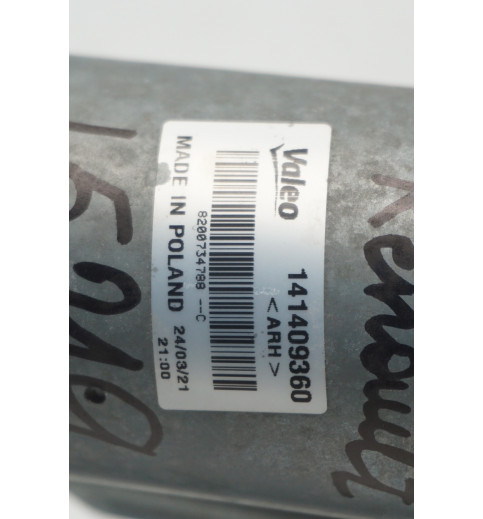 Renault
Valeo 141409360
<ARH>
8200734788 --C
MADE IN POLAND 24/03/21
21:00